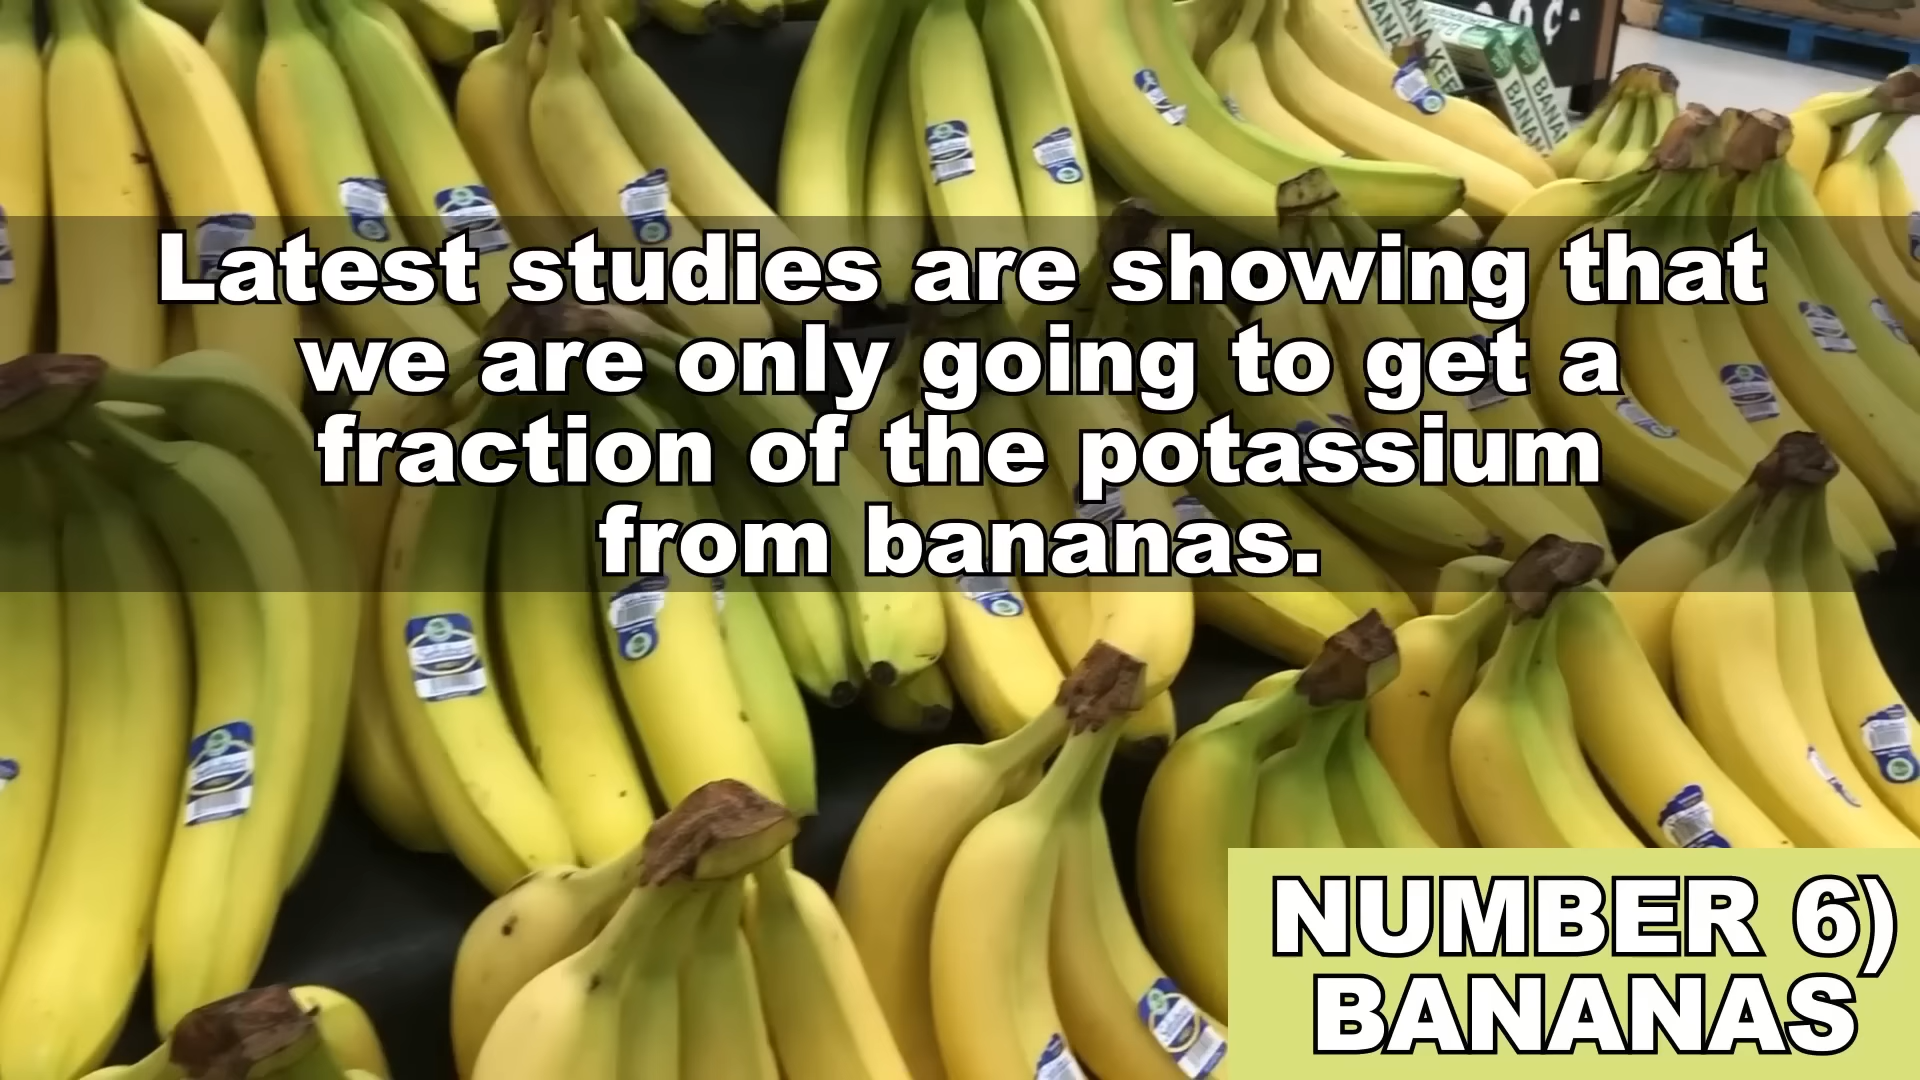 Latest studies are showing that
we are only going to get a
fraction of the potassium
from bananas.
NUMBER 6)
BANANAS